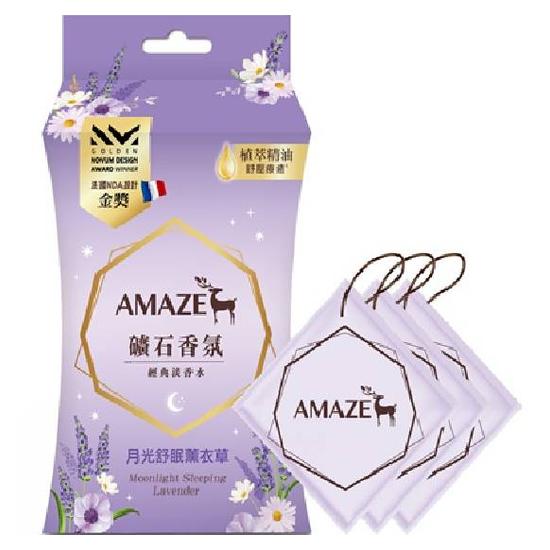 GOLDEN
NOVUM DESIGN
AWARD WINNER
法國NDA設計
金獎
植萃精油
舒壓療癒
AMAZE
礦石香氛
經典淡香水
月光舒眠薰衣草
Moonlight Sleeping
Lavender
AMAZE